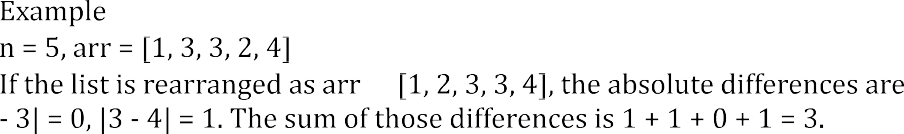 Example
n = 5, arr = [1, 3, 3, 2, 4]
If the list is rearranged as arr [1, 2, 3, 3, 4], the absolute differences are
- 3| = 0, |3 - 4| = 1. The sum of those differences is 1 + 1 + 0 + 1 = 3.